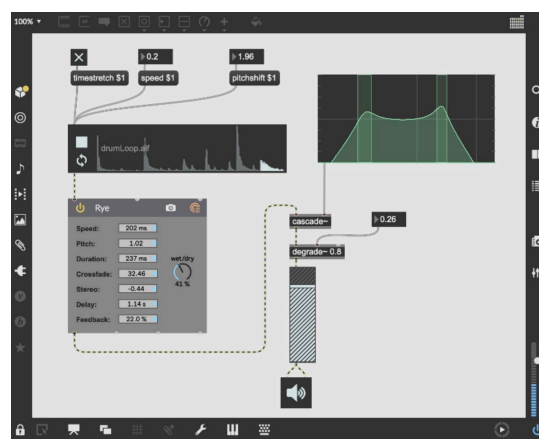 100%
0.2
1.96
timestretch $1
speed $1
pitchshift $1
drumLoop.aif
Rye
Speed: 202 ms
Pitch: 1.02
Duration: 237 ms
wet/dry
Crossfade: 32.46
41 %
Stereo: -0.44
Delay: 1.14 s
Feedback: 22.0 %
cascade~
0.26
degrade~ 0.8